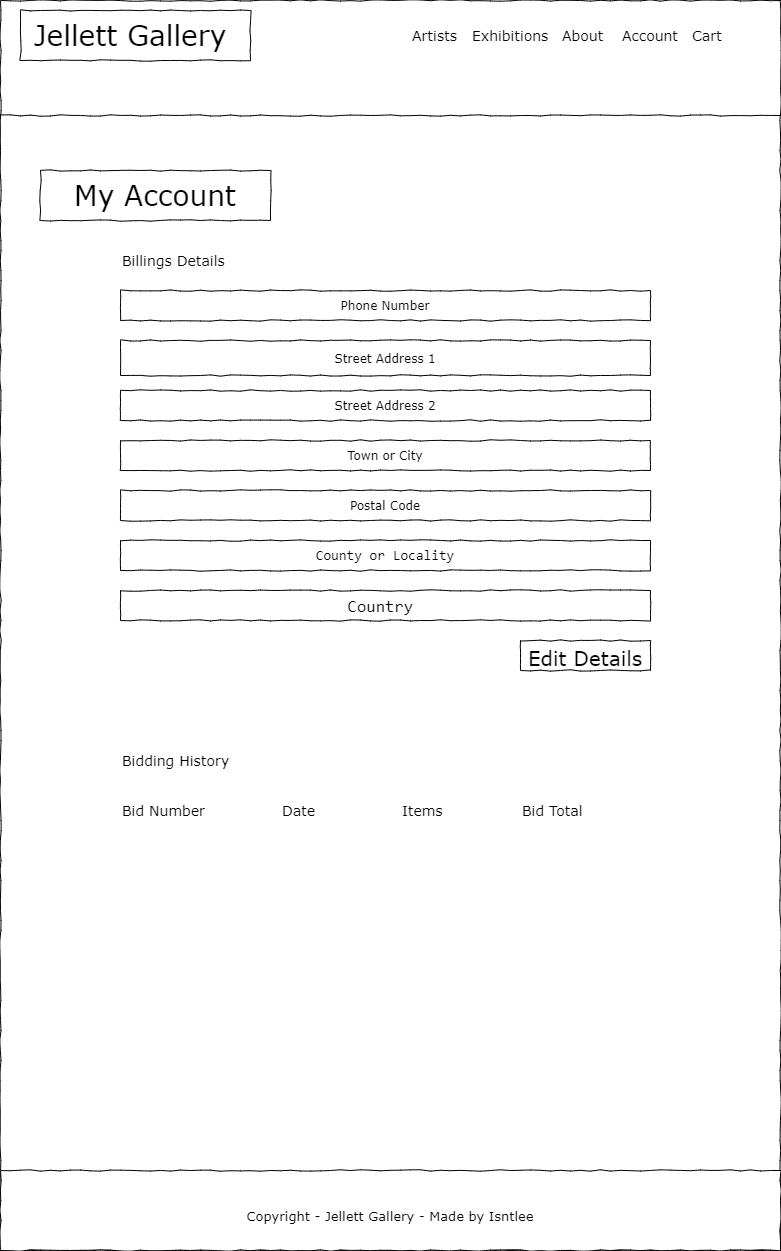 Jellett Gallery
Artists Exhibitions About Account Cart
My Account
Billings Details
Phone Number
Street Address 1
Street Address 2
Town or City
Postal Code
County or Locality
Country
Edit Details
Bidding History
Bid Number Date Items Bid Total
Copyright - Jellett Gallery - Made by Isntlee